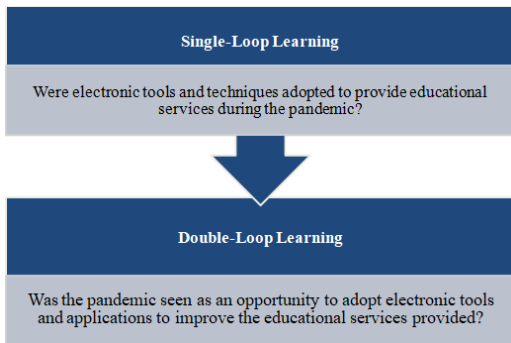 Single-Loop Learning
Were electronic tools and techniques adopted to provide educational
services during the pandemic?
Double-Loop Learning
Was the pandemic seen as an opportunity to adopt electronic tools
and applications to improve the educational services provided?